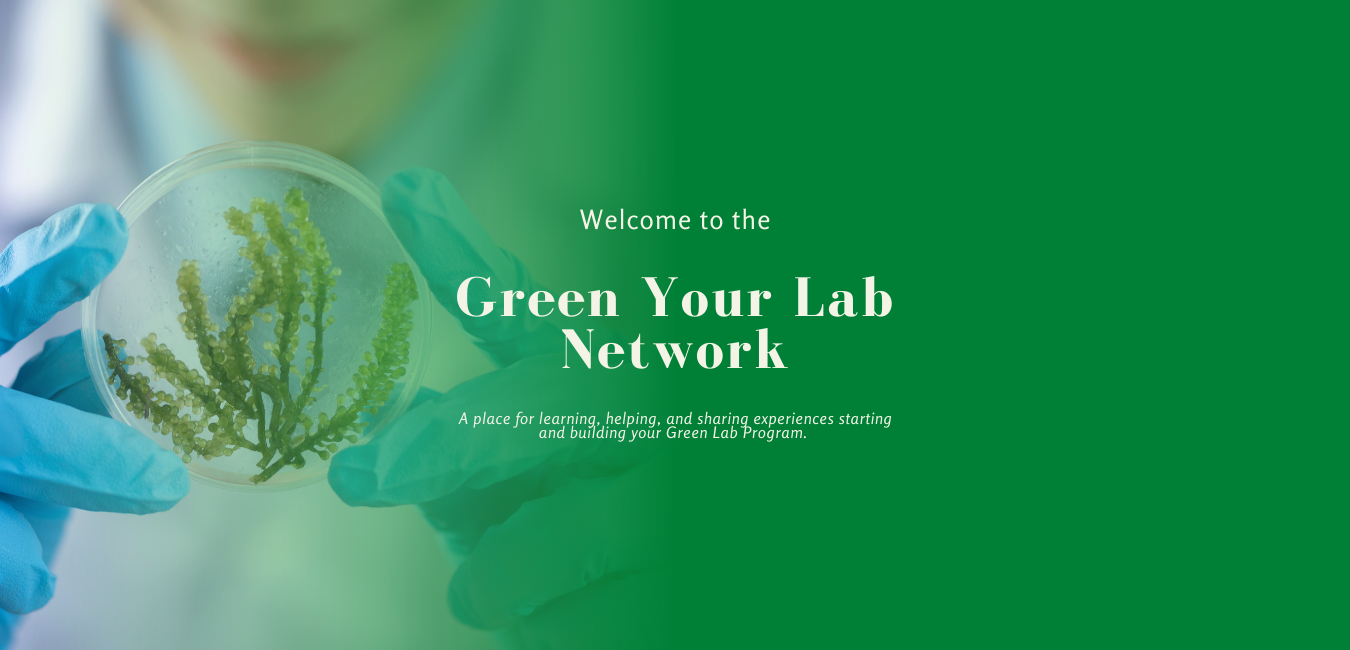 Welcome to the
Green Your Lab
Network
A place for learning, helping, and sharing experiences starting
and building your Green Lab Program.